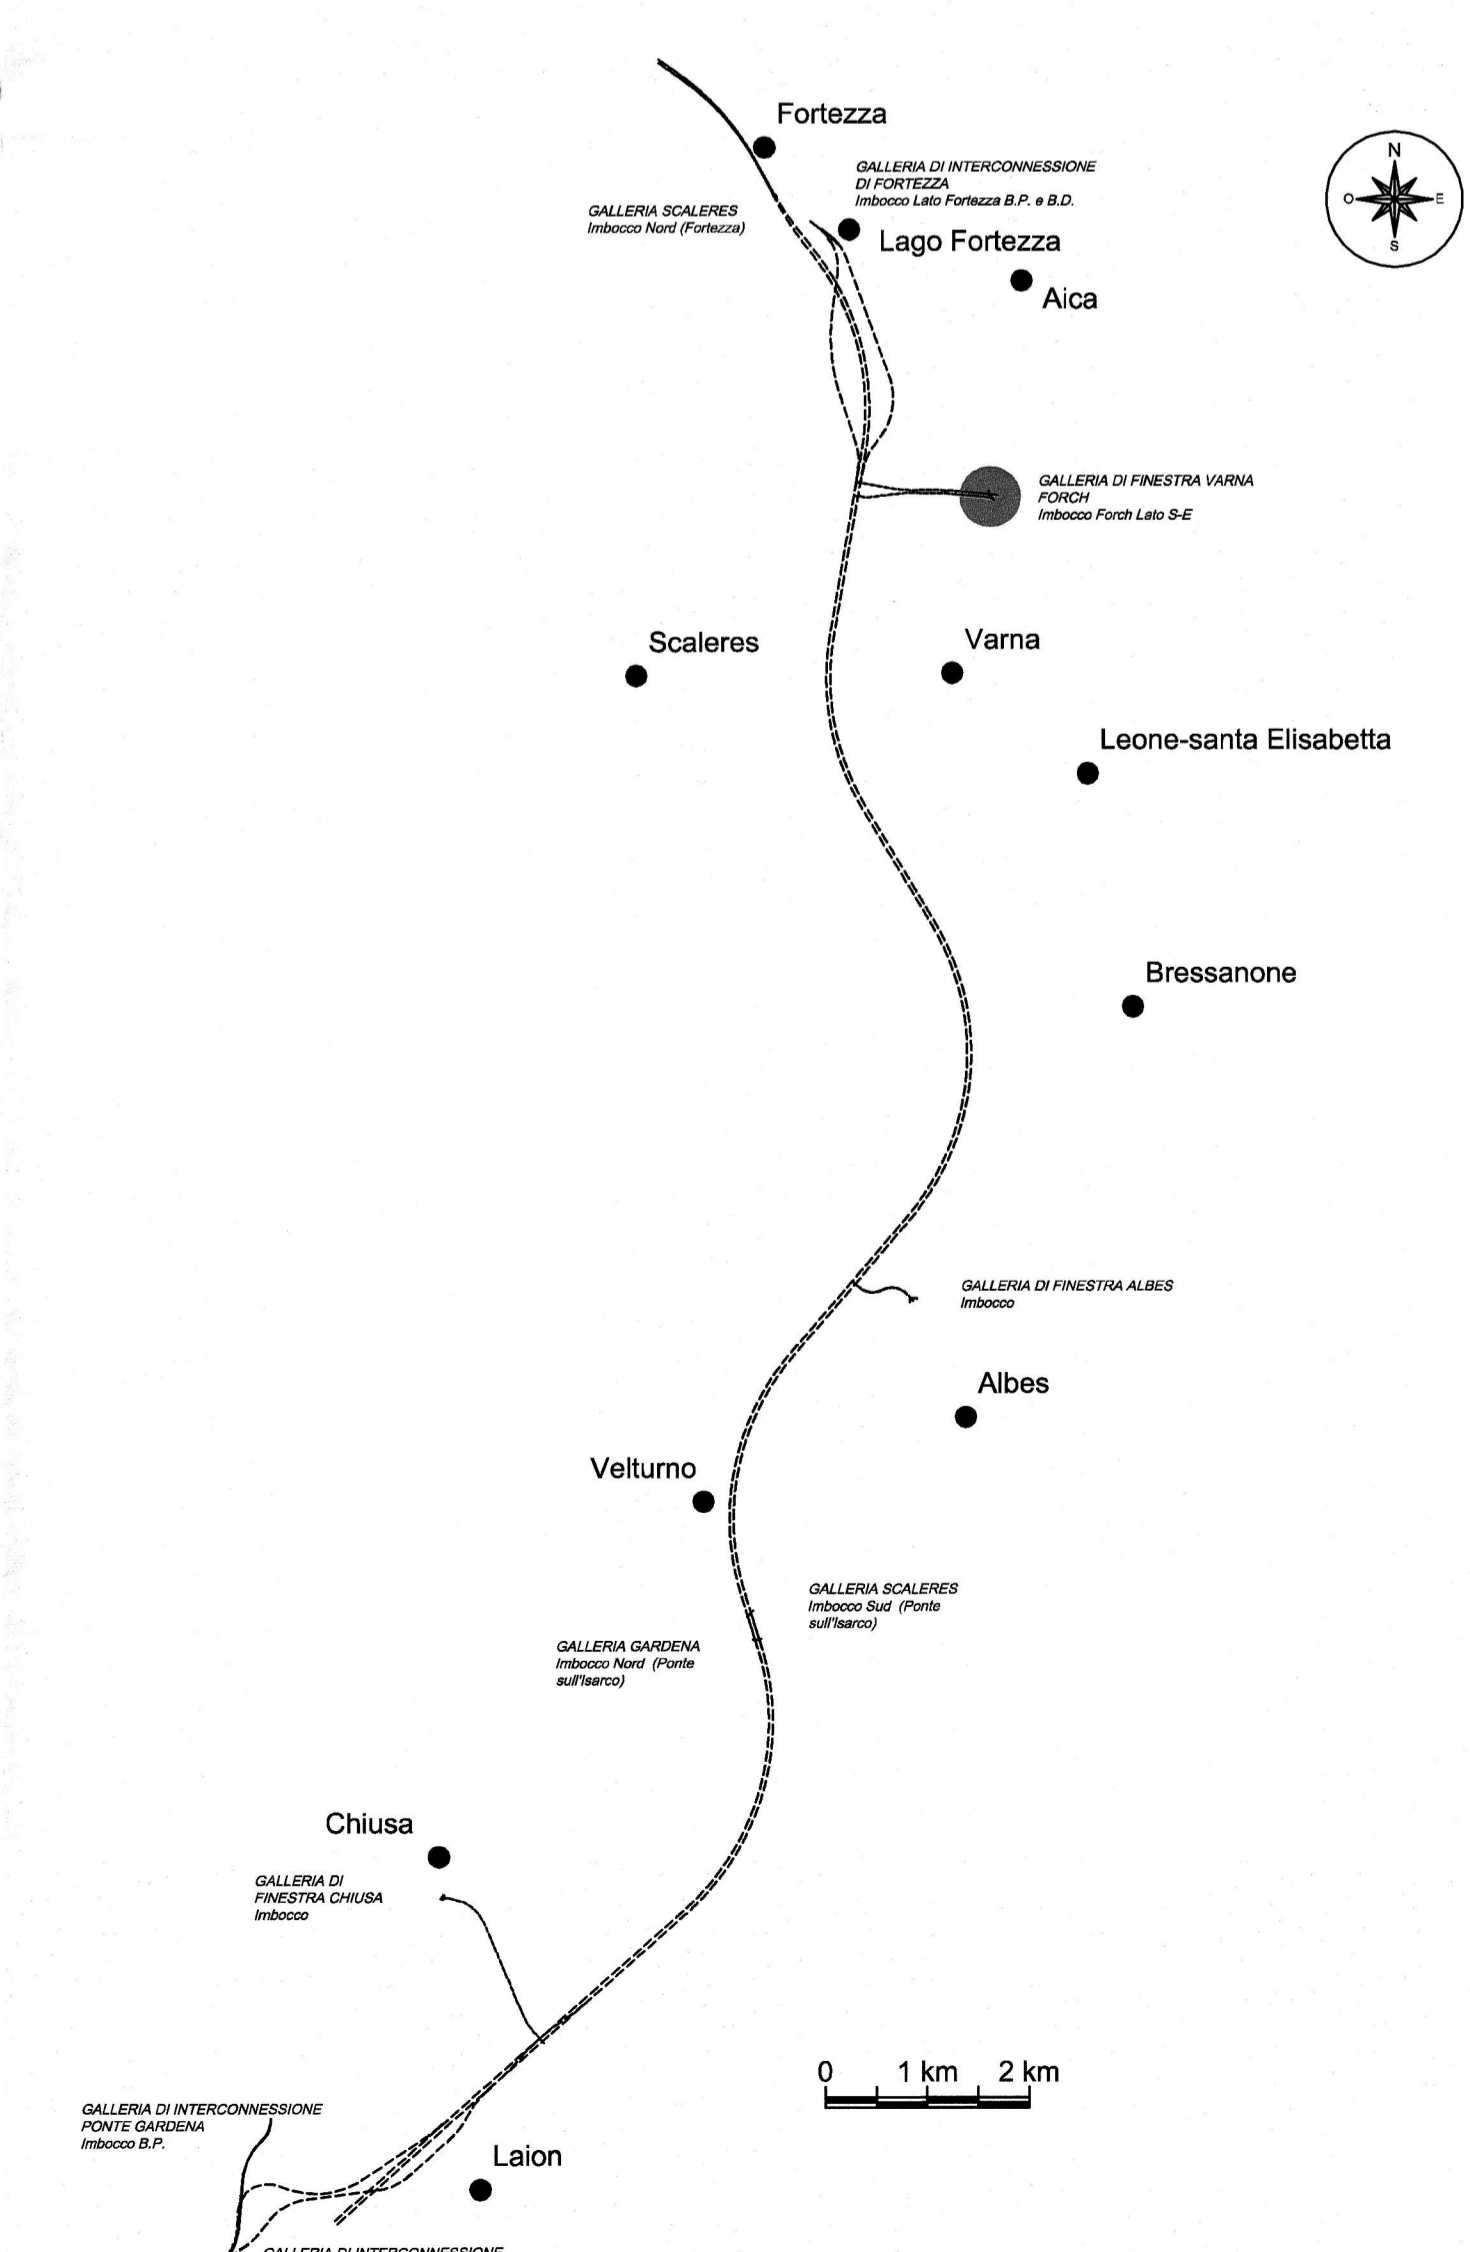 Fortezza
GALLERIA DI INTERCONNESSIONE
DI FORTEZZA
Imbocco Lato Fortezza B.P. e B.D.
N
O
E
S
GALLERIA SCALERES
Imbocco Nord (Fortezza)
Lago Fortezza
Aica
GALLERIA DI FINESTRA VARNA
FORCH
Imbocco Forch Lato S-E
Scaleres
Varna
Leone-santa Elisabetta
Bressanone
GALLERIA DI FINESTRA ALBES
Imbocco
Albes
Velturno
GALLERIA SCALERES
Imbocco Sud (Ponte
sull'Isarco)
GALLERIA GARDENA
Imbocco Nord (Ponte
sull'Isarco)
Chiusa
GALLERIA DI
FINESTRA CHIUSA
Imbocco
0 1 km 2 km
GALLERIA DI INTERCONNESSIONE
PONTE GARDENA
Imbocco B.P.
Laion
GALLERIA DI INTERCONNESSIONE